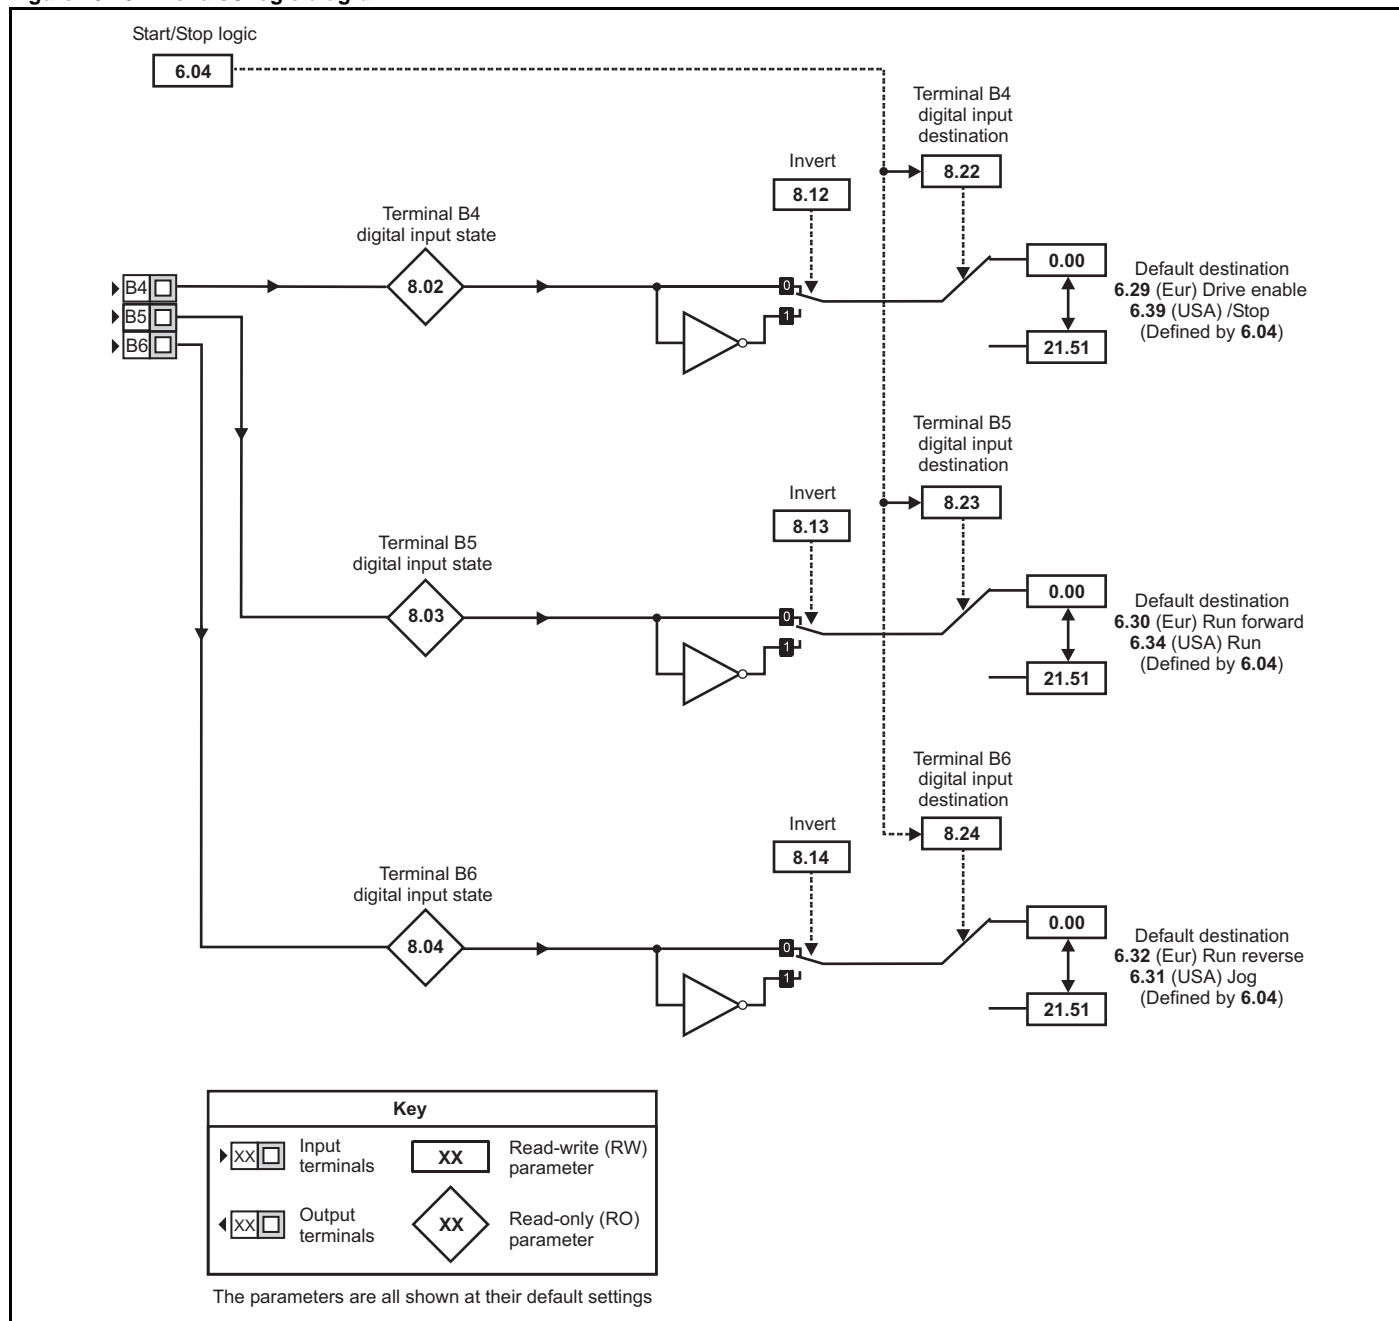 Start/Stop logic
6.04
Terminal B4
digital input
destination
8.22
Invert
8.12
Terminal B4
digital input state
8.02
B4
B5
B6
0
1
0.00
21.51
Default destination
6.29 (Eur) Drive enable
6.39 (USA) /Stop
(Defined by 6.04)
Terminal B5
digital input
destination
8.23
Invert
8.13
Terminal B5
digital input state
8.03
0
1
0.00
21.51
Default destination
6.30 (Eur) Run forward
6.34 (USA) Run
(Defined by 6.04)
Terminal B6
digital input
destination
8.24
Invert
8.14
Terminal B6
digital input state
8.04
0
1
0.00
21.51
Default destination
6.32 (Eur) Run reverse
6.31 (USA) Jog
(Defined by 6.04)
Key
XX
Input
terminals
XX
Read-write (RW)
parameter
XX
Output
terminals
XX
Read-only (RO)
parameter
The parameters are all shown at their default settings